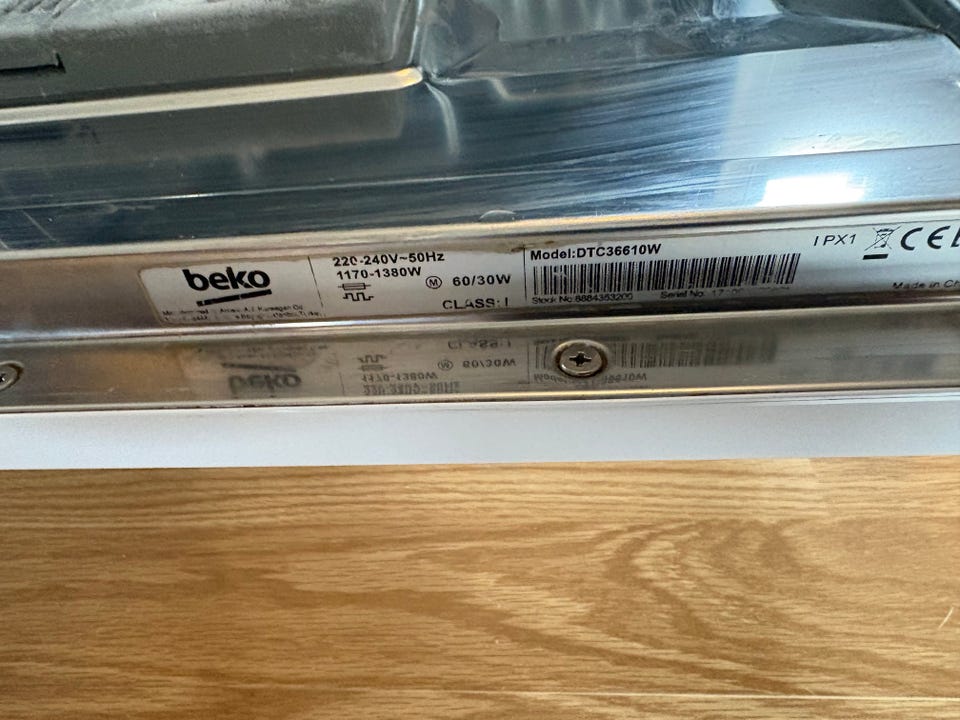 beko
220-240V~50Hz
1170-1380W
M 60/30W
CLASS: I
Model:DTC36610W
Stock No:8884353200
Serial No:
IPX1
CE
Made in